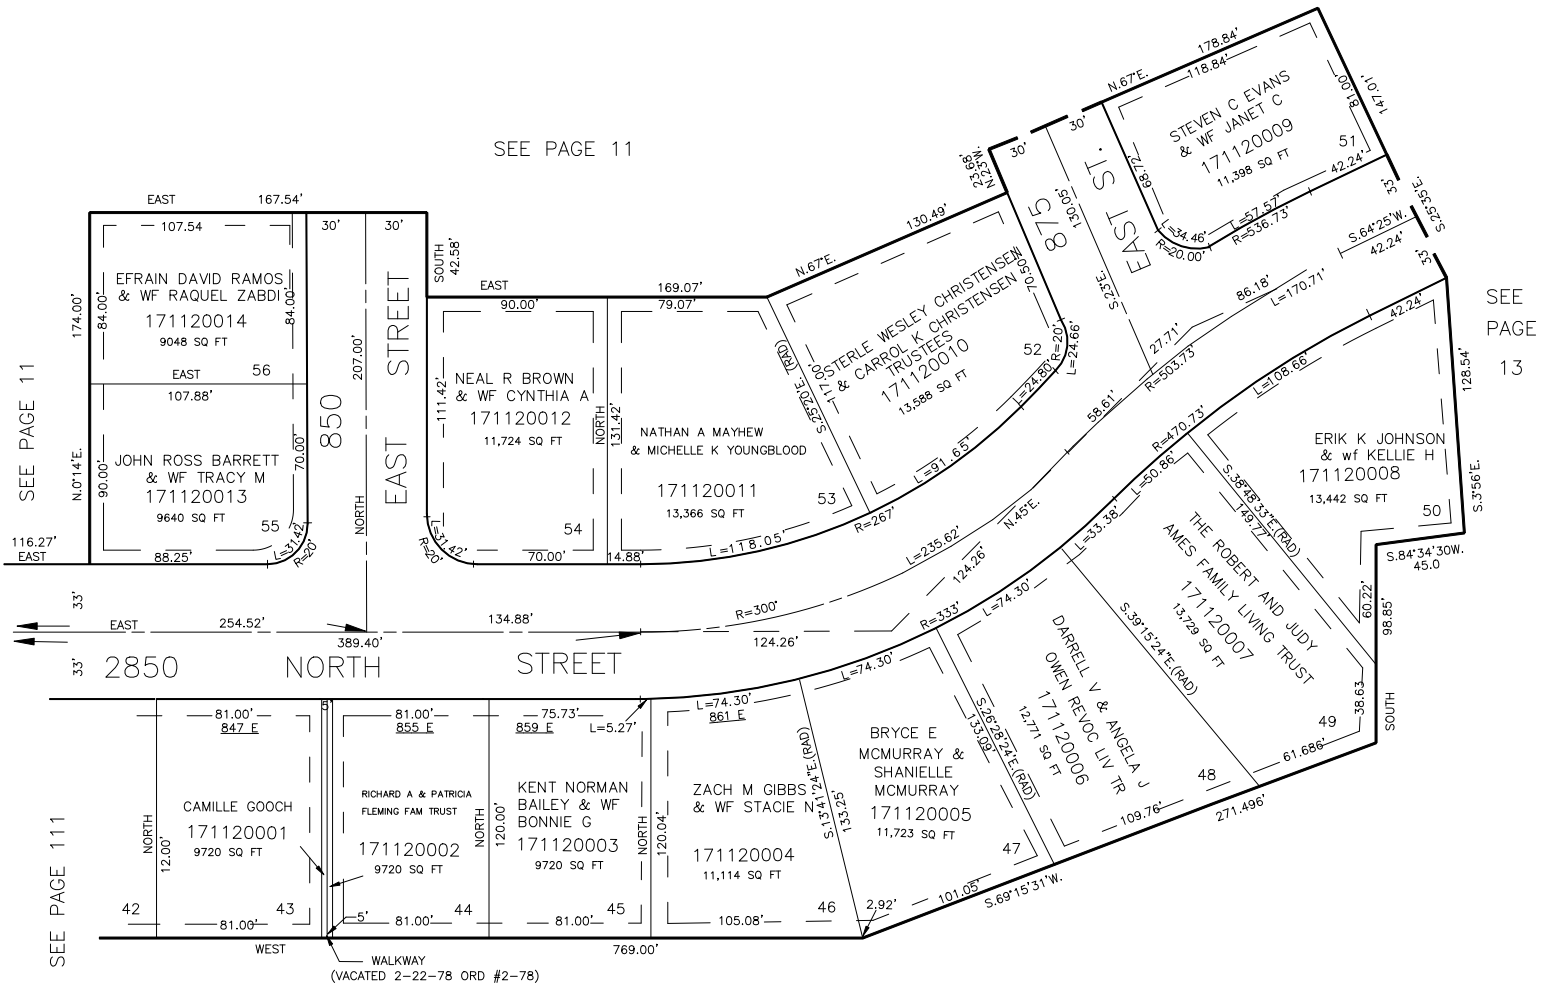 SEE PAGE 11
EAST
167.54'
107.54
30'
30'
SOUTH
42.58'
EFRAIN DAVID RAMOS
& WF RAQUEL ZABDI
171120014
9048 SQ FT
84.00'
84.00'
174.00'
56
EAST
107.88'
SEE PAGE 11
N.0°14'E.
90.00'
70.00'
JOHN ROSS BARRETT
& WF TRACY M
171120013
9640 SQ FT
55
88.25'
L=31.42'
R=20'
116.27'
EAST
207.00'
NORTH
850
EAST STREET
EAST
169.07'
90.00'
79.07'
111.42'
NEAL R BROWN
& WF CYNTHIA A
171120012
11,724 SQ FT
54
NORTH
131.42'
L=31.42'
R=20'
70.00'
14.88'
NATHAN A MAYHEW
& MICHELLE K YOUNGBLOOD
171120011
13,366 SQ FT
53
L=118.05'
R=267'
S.25°20'E. (RAD)
117.00'
N.67°E.
130.49'
23.68'
N.23°W.
STERLE WESLEY CHRISTENSEN
& CARROL K CHRISTENSEN
TRUSTEES
171120010
13,588 SQ FT
52
70.50'
R=20'
L=24.66'
L=24.80'
L=91.65'
30'
30'
875
EAST ST.
130.05'
S.23°E.
N.67°E.
178.84'
118.84'
STEVEN C EVANS
& WF JANET C
171120009
11,398 SQ FT
51
81.00'
147.01'
68.72'
L=34.46'
R=20.00'
L=57.57'
R=536.73'
42.24'
33'
S.25°35'E.
S.64°25'W.
42.24'
33'
86.18'
L=170.71'
27.71'
R=503.73'
58.61'
42.24'
L=108.66'
R=470.73'
L=50.86'
SEE
PAGE
13
128.54'
ERIK K JOHNSON
& wf KELLIE H
171120008
13,442 SQ FT
50
S.3°56'E.
S.84°34'30W.
45.0
S.38°48'33"E.(RAD)
149.77'
60.22'
98.85'
SOUTH
THE ROBERT AND JUDY
AMES FAMILY LIVING TRUST
171120007
13,729 SQ FT
49
38.63
61.686'
L=33.38'
S.39°15'24"E.(RAD)
L=235.62'
N.45°E.
124.26'
R=300'
R=333'
L=74.30'
33'
EAST
254.52'
389.40'
134.88'
124.26'
33'
2850 NORTH STREET
DARRELL V & ANGELA J
OWEN REVOC LIV TR
171120006
12,771 SQ FT
48
109.76'
271.496'
S.26°28'24"E.(RAD)
133.09'
L=74.30'
BRYCE E
MCMURRAY &
SHANIELLE
MCMURRAY
171120005
11,723 SQ FT
47
101.05'
S.69°15'31'W.
S.13°41'24"E.(RAD)
133.25'
2.92'
L=74.30'
861 E
ZACH M GIBBS
& WF STACIE N
171120004
11,114 SQ FT
46
105.08'
NORTH
120.04'
75.73'
859 E
L=5.27'
KENT NORMAN
BAILEY & WF
BONNIE G
171120003
9720 SQ FT
45
81.00'
NORTH
120.00'
81.00'
855 E
RICHARD A & PATRICIA
FLEMING FAM TRUST
171120002
9720 SQ FT
44
81.00'
5'
5'
81.00'
847 E
CAMILLE GOOCH
171120001
9720 SQ FT
43
81.00'
NORTH
12.00'
42
SEE PAGE 111
WEST
769.00'
WALKWAY
(VACATED 2-22-78 ORD #2-78)